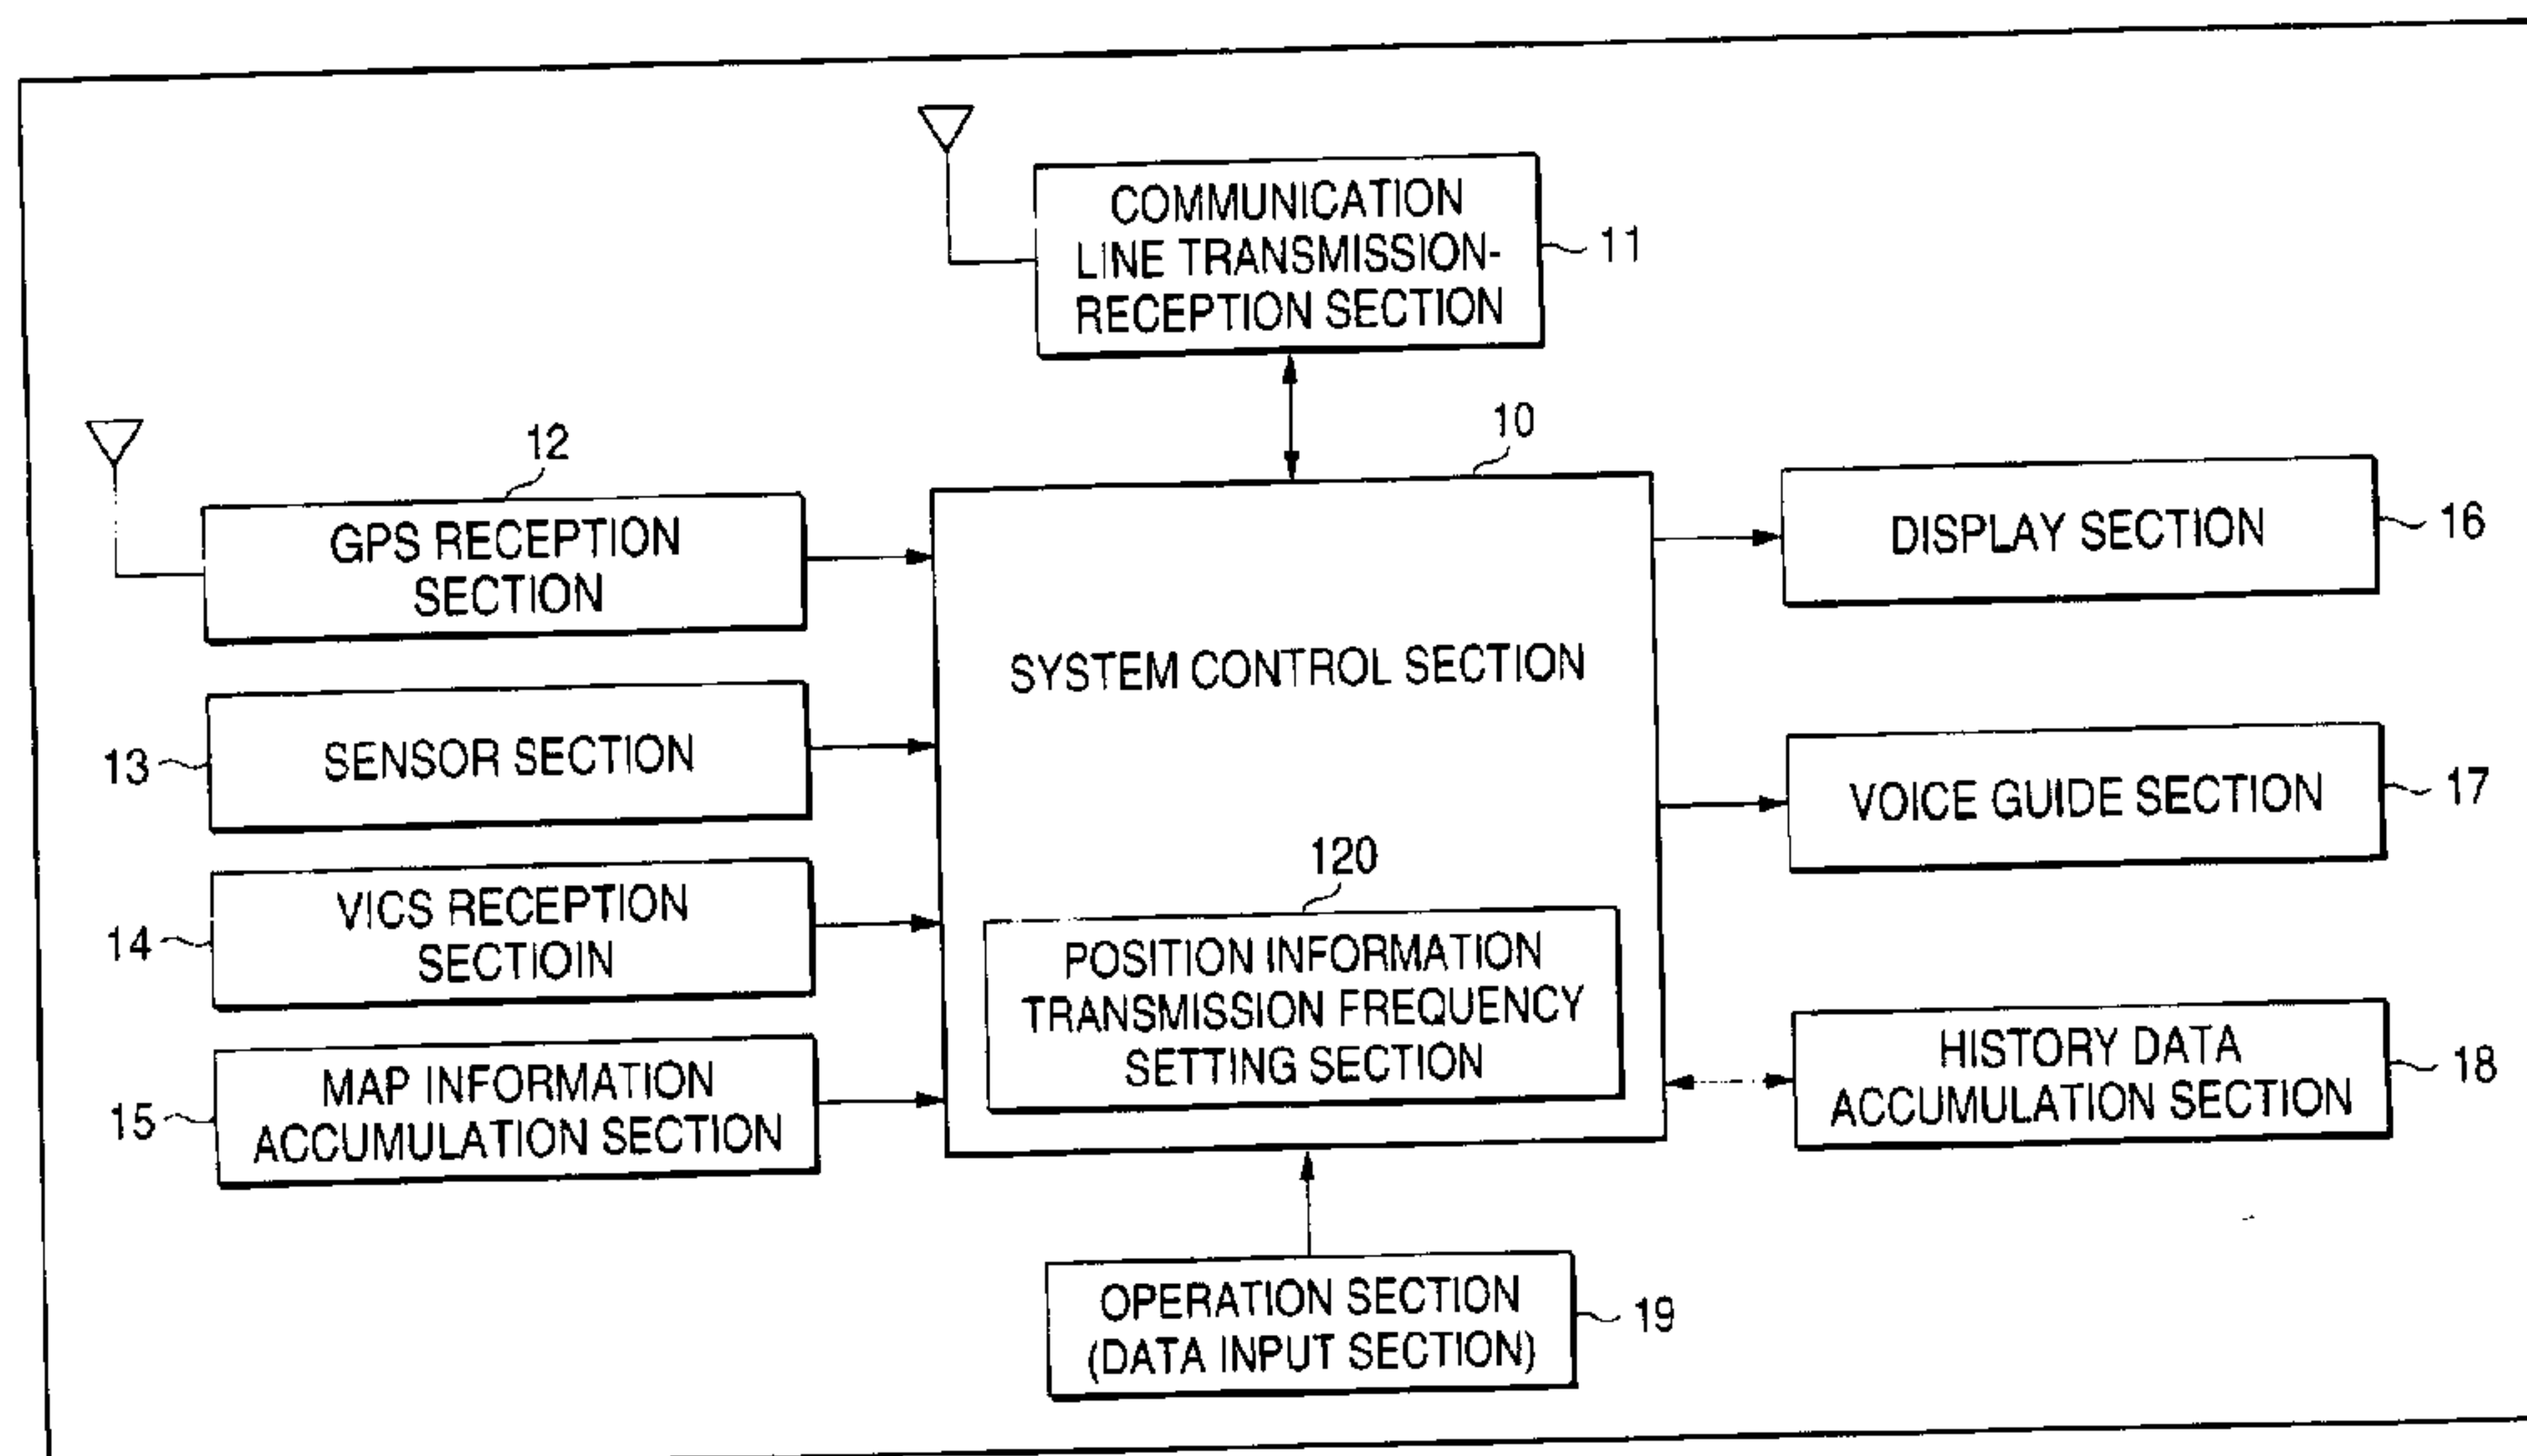 COMMUNICATION
LINE TRANSMISSION-
RECEPTION SECTION
11
12
GPS RECEPTION
SECTION
10
SYSTEM CONTROL SECTION
DISPLAY SECTION
16
13
SENSOR SECTION
VOICE GUIDE SECTION
17
14
VICS RECEPTION
SECTIOIN
120
POSITION INFORMATION
TRANSMISSION FREQUENCY
SETTING SECTION
15
MAP INFORMATION
ACCUMULATION SECTION
HISTORY DATA
ACCUMULATION SECTION
18
OPERATION SECTION
(DATA INPUT SECTION)
19